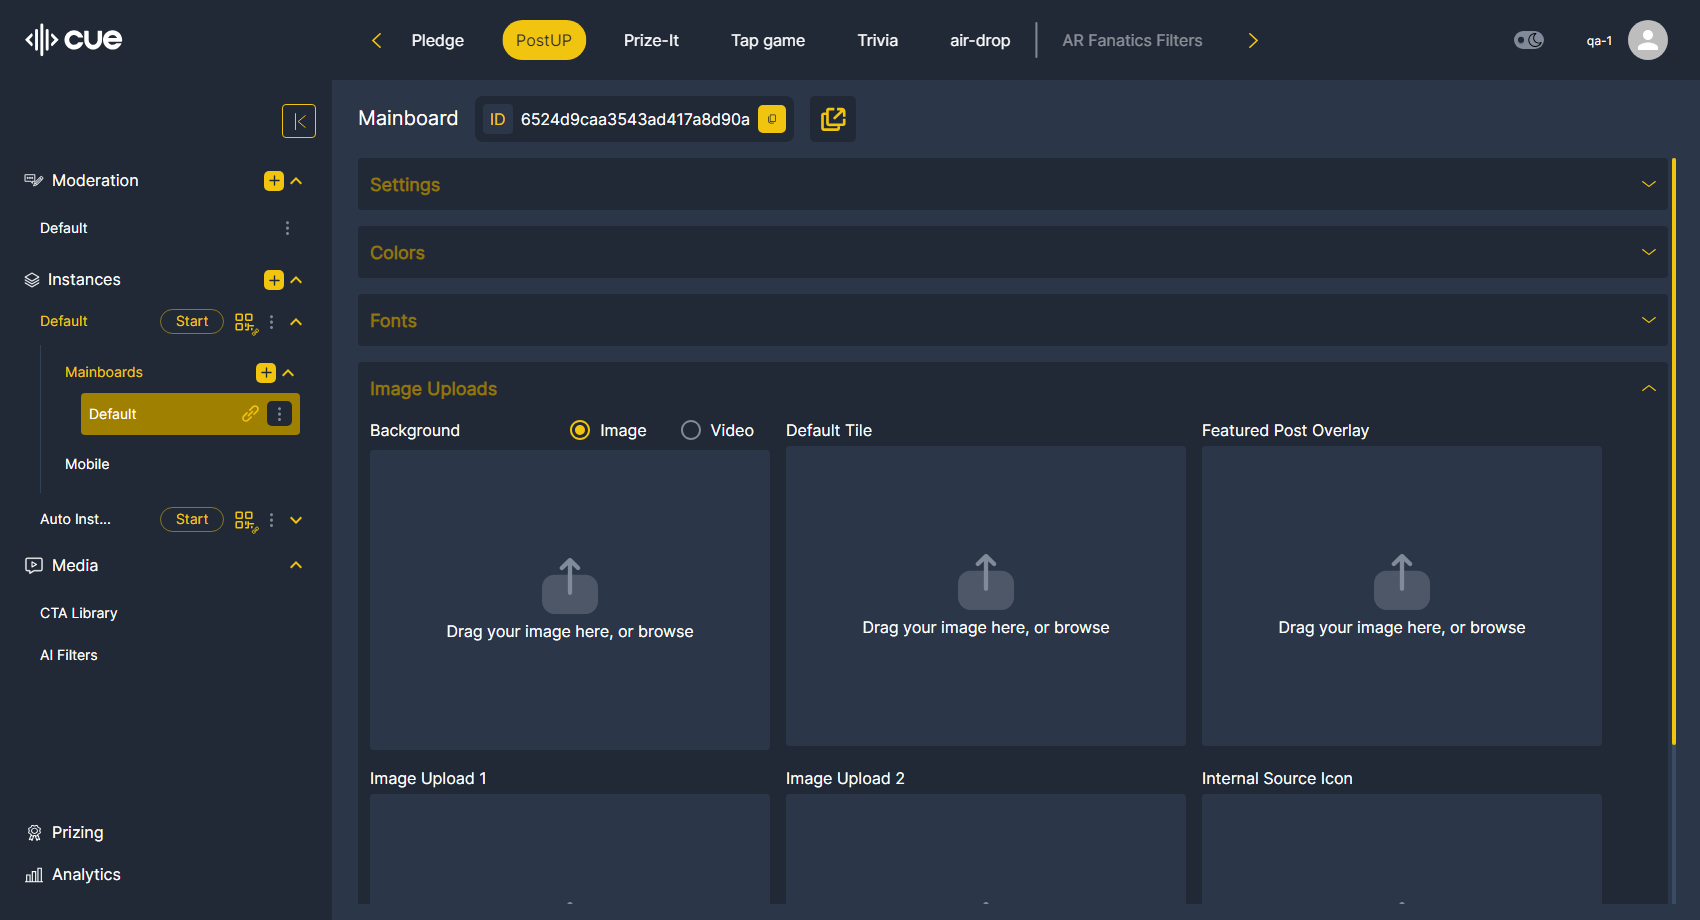 cue
Pledge
PostUP
Prize-It
Tap game
Trivia
air-drop
AR Fanatics Filters
qa-1
Moderation
Default
Instances
Default
Start
Mainboards
Default
Mobile
Auto Inst...
Start
Media
CTA Library
AI Filters
Prizing
Analytics
Mainboard
ID 6524d9caa3543ad417a8d90a
Settings
Colors
Fonts
Image Uploads
Background
Image
Video
Default Tile
Featured Post Overlay
Drag your image here, or browse
Drag your image here, or browse
Drag your image here, or browse
Image Upload 1
Image Upload 2
Internal Source Icon